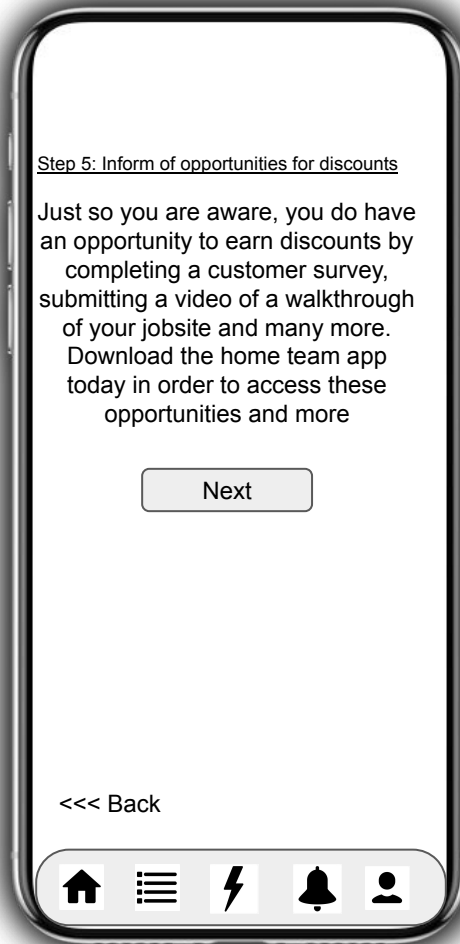 Step 5: Inform of opportunities for discounts
Just so you are aware, you do have
an opportunity to earn discounts by
completing a customer survey,
submitting a video of a walkthrough
of your jobsite and many more.
Download the home team app
today in order to access these
opportunities and more
Next
<<< Back